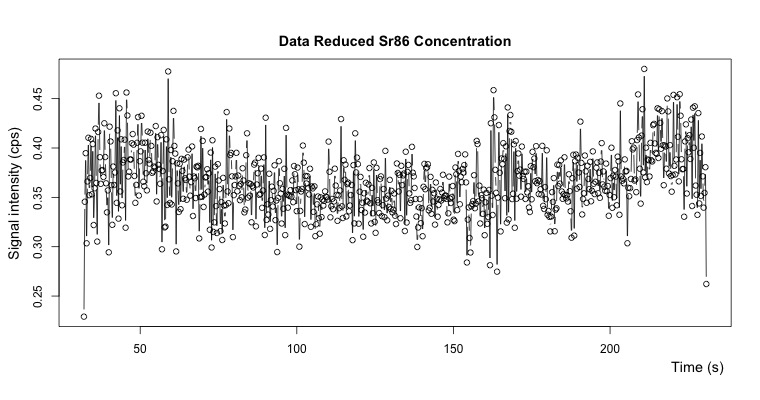 Data Reduced Sr86 Concentration
Signal intensity (cps)
0.45
0.40
0.35
0.30
0.25
50 100 150 200
Time (s)